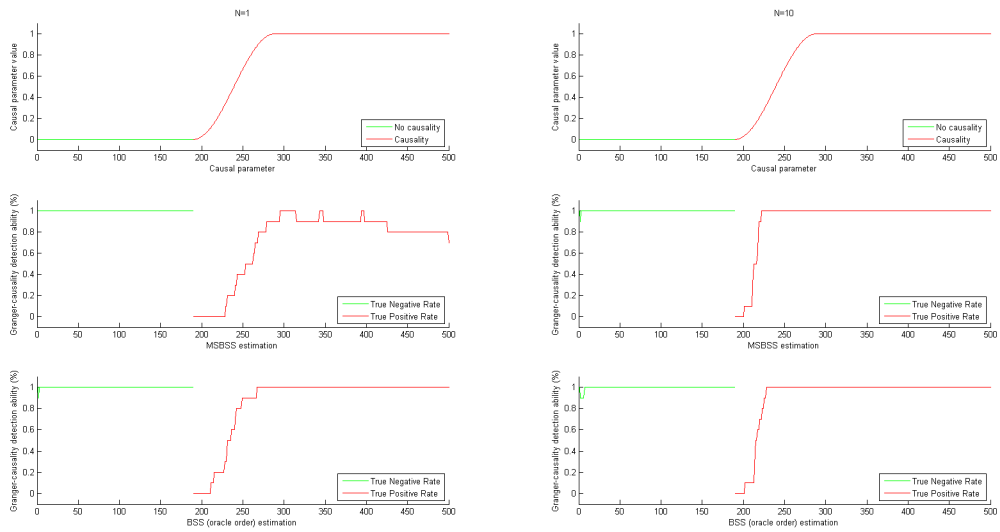 N=1
Causal parameter value
1
0.8
0.6
0.4
0.2
0
0 50 100 150 200 250 300 350 400 450 500
Causal parameter
No causality
Causality
N=10
Causal parameter value
1
0.8
0.6
0.4
0.2
0
0 50 100 150 200 250 300 350 400 450 500
Causal parameter
No causality
Causality
Granger-causality detection ability (%)
1
0.8
0.6
0.4
0.2
0
0 50 100 150 200 250 300 350 400 450 500
MSBSS estimation
True Negative Rate
True Positive Rate
Granger-causality detection ability (%)
1
0.8
0.6
0.4
0.2
0
0 50 100 150 200 250 300 350 400 450 500
MSBSS estimation
True Negative Rate
True Positive Rate
Granger-causality detection ability (%)
1
0.8
0.6
0.4
0.2
0
0 50 100 150 200 250 300 350 400 450 500
BSS (oracle order) estimation
True Negative Rate
True Positive Rate
Granger-causality detection ability (%)
1
0.8
0.6
0.4
0.2
0
0 50 100 150 200 250 300 350 400 450 500
BSS (oracle order) estimation
True Negative Rate
True Positive Rate